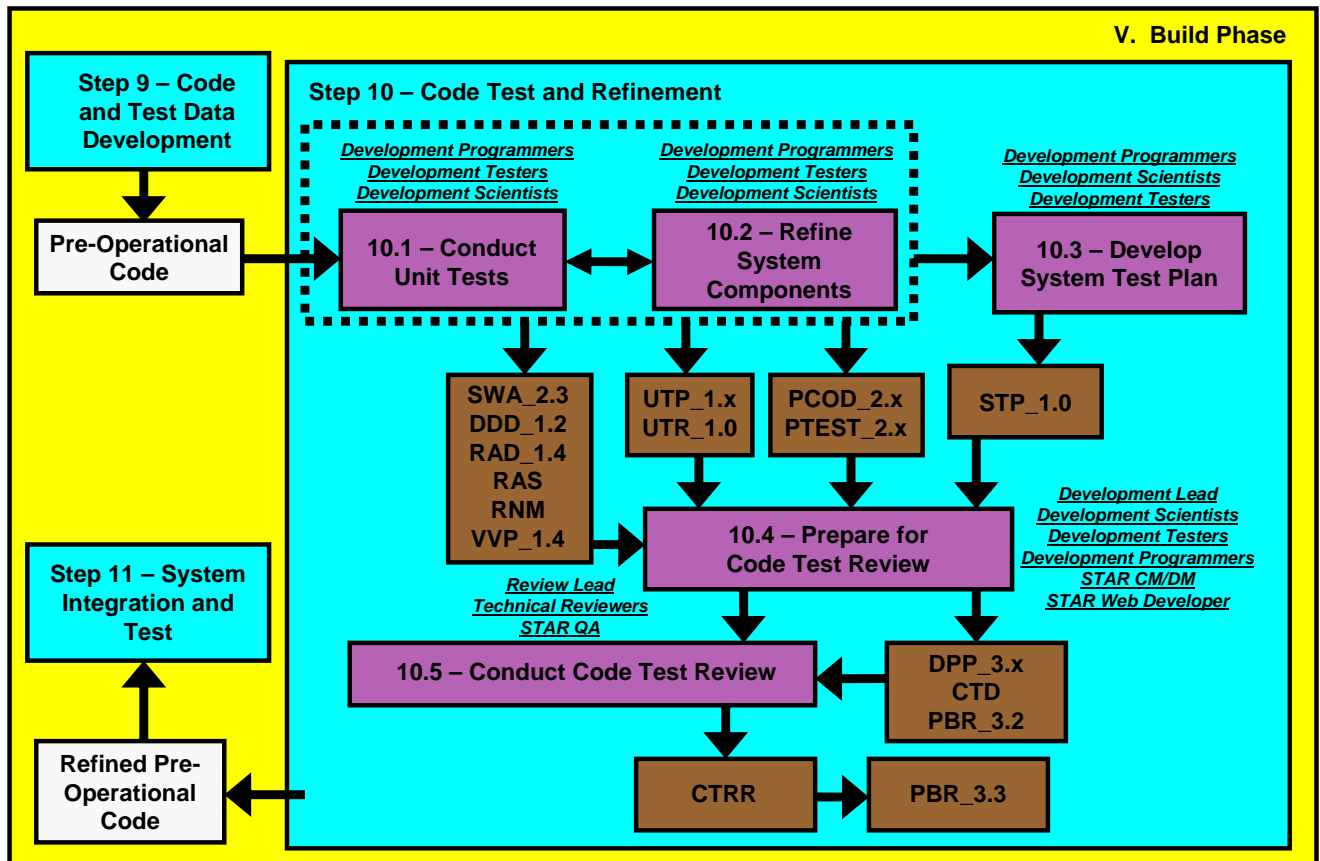 V. Build Phase
Step 9 – Code
and Test Data
Development
Pre-Operational
Code
Step 10 – Code Test and Refinement
Development Programmers
Development Testers
Development Scientists
10.1 – Conduct
Unit Tests
Development Programmers
Development Testers
Development Scientists
10.2 – Refine
System
Components
Development Programmers
Development Scientists
Development Testers
10.3 – Develop
System Test Plan
SWA_2.3
DDD_1.2
RAD_1.4
RAS
RNM
VVP_1.4
UTP_1.x
UTR_1.0
PCOD_2.x
PTEST_2.x
STP_1.0
10.4 – Prepare for
Code Test Review
Development Lead
Development Scientists
Development Testers
Development Programmers
STAR CM/DM
STAR Web Developer
Review Lead
Technical Reviewers
STAR QA
10.5 – Conduct Code Test Review
DPP_3.x
CTD
PBR_3.2
CTRR
PBR_3.3
Step 11 – System
Integration and
Test
Refined Pre-
Operational
Code